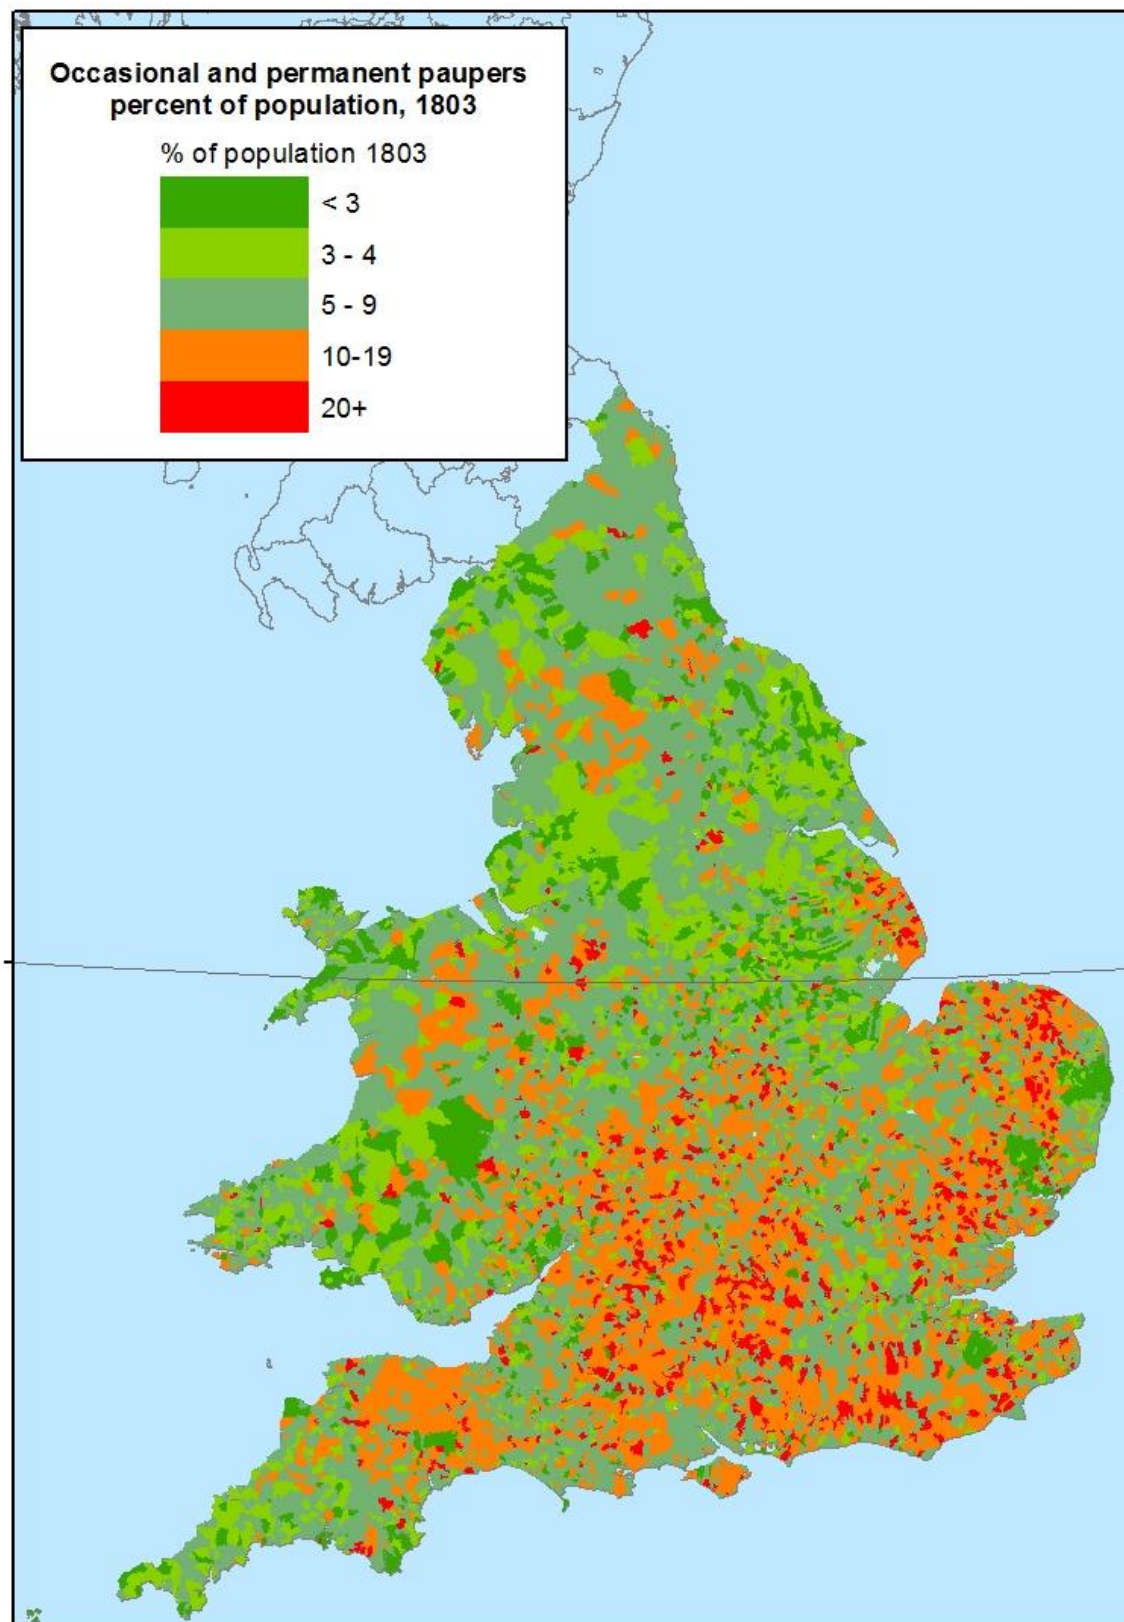 Occasional and permanent paupers
percent of population, 1803
% of population 1803
< 3
3 - 4
5 - 9
10-19
20+